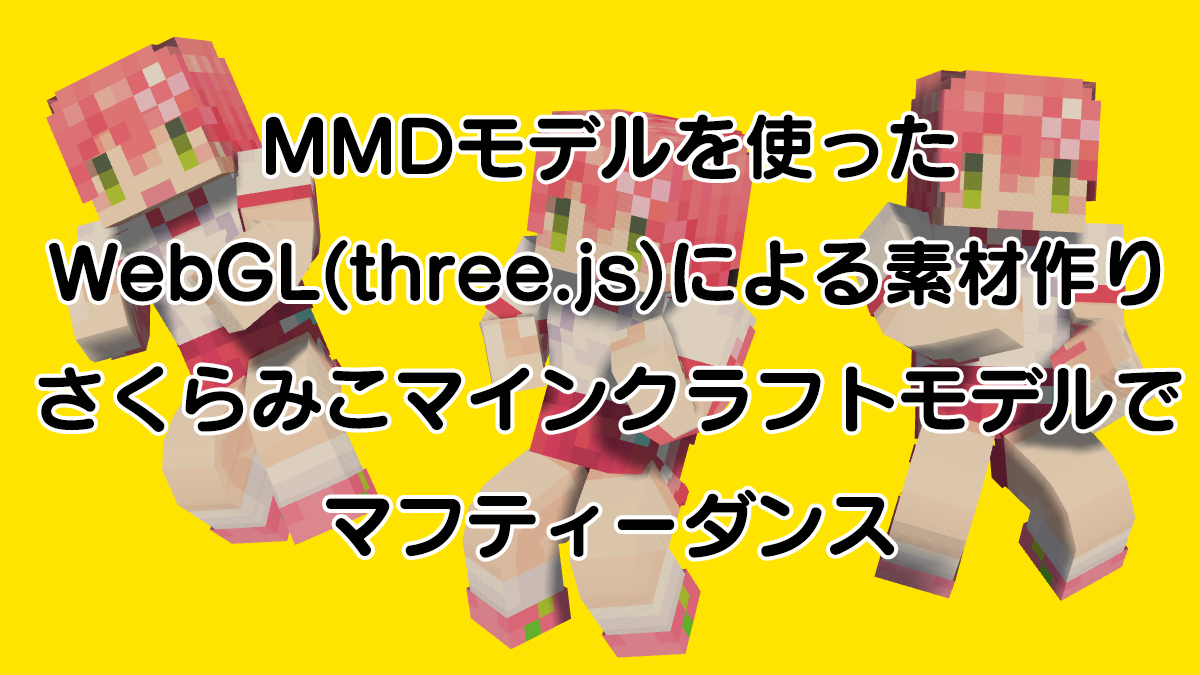 MMDモデルを使った
WebGL(three.js)による素材作り
さくらみこマインクラフトモデルで
マフティーダンス